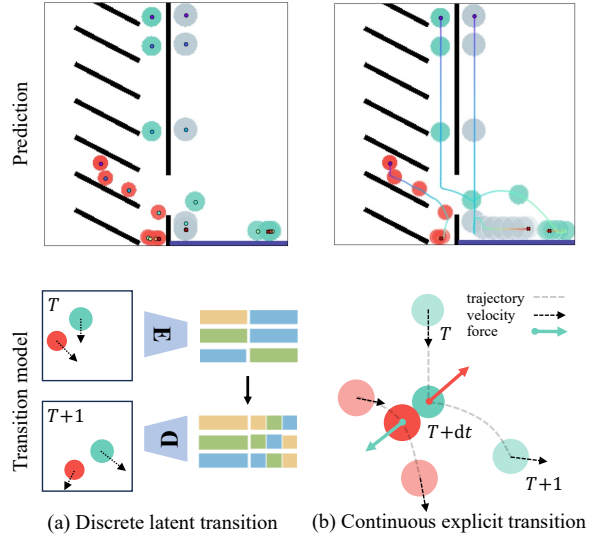 Prediction
Transition model
T
E
T+1
D
trajectory
velocity
force
T
T+dt
T+1
(a) Discrete latent transition
(b) Continuous explicit transition